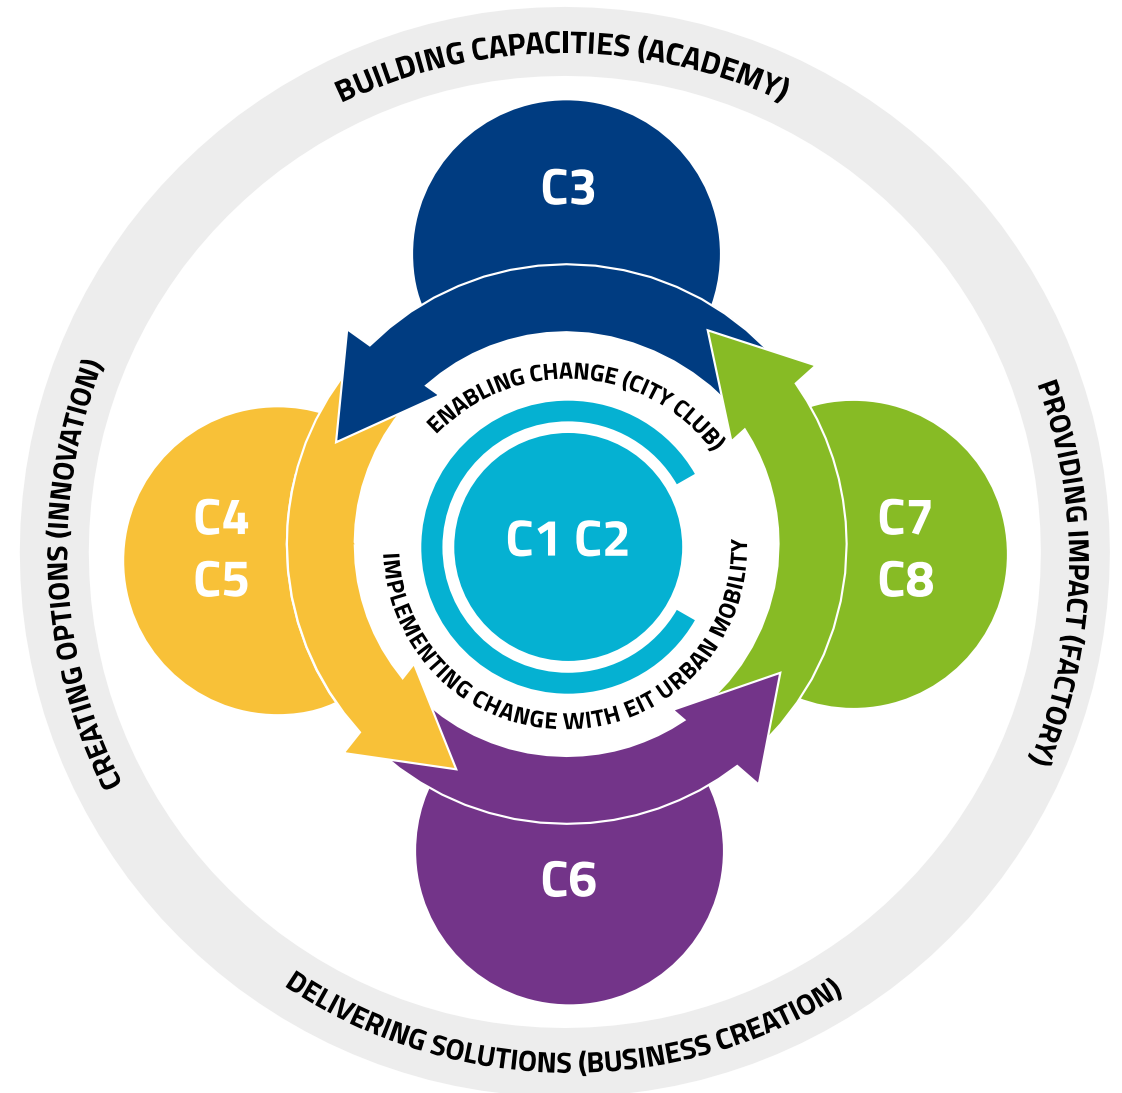 BUILDING CAPACITIES (ACADEMY)
C3
ENABLING CHANGE (CITY CLUB)
CREATING OPTIONS (INNOVATION)
C4
C5
C1 C2
C7
C8
PROVIDING IMPACT (FACTORY)
IMPLEMENTING CHANGE WITH EIT URBAN MOBILITY
C6
DELIVERING SOLUTIONS (BUSINESS CREATION)